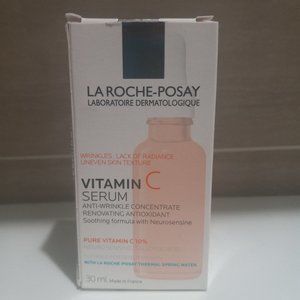 LA ROCHE-POSAY
LABORATOIRE DERMATOLOGIQUE
WRINKLES. LACK OF RADIANCE
UNEVEN SKIN TEXTURE
VITAMIN C
SERUM
ANTI-WRINKLE CONCENTRATE
RENOVATING ANTIOXIDANT
Soothing formula with Neurosensine
PURE VITAMIN C 10%
WITH LA ROCHE-POSAY THERMAL SPRING WATER
30 ml Made in France